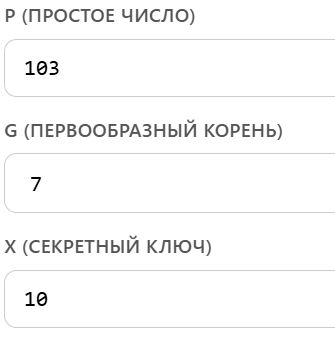 P (ПРОСТОЕ ЧИСЛО)
103
G (ПЕРВООБРАЗНЫЙ КОРЕНЬ)
7
X (СЕКРЕТНЫЙ КЛЮЧ)
10